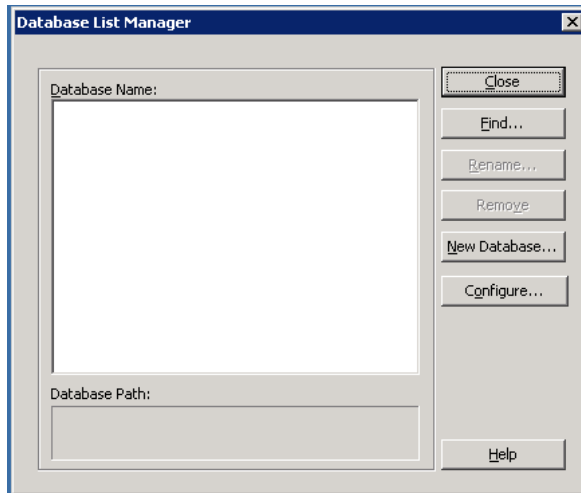 Database List Manager
Database Name:
Close
Find...
Rename...
Remove
New Database...
Configure...
Database Path:
Help